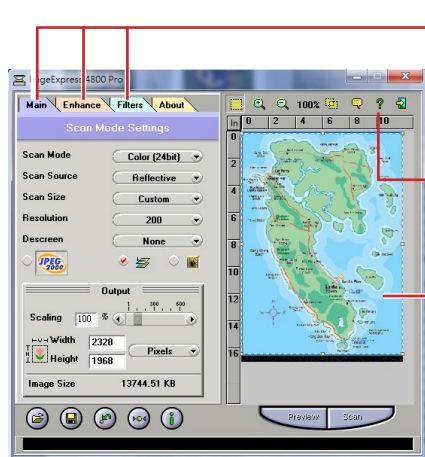 PageExpress 4800 Pro
Main Enhance Filters About
100% ?
Scan Mode Settings
In 0 2 4 6 8 10
0
2
4
6
8
10
12
14
16
Scan Mode Color (24bit)
Scan Source Reflective
Scan Size Custom
Resolution 200
Descreen None
JPEG 2000
Output
1 300 600
Scaling 100 %
Width 2328
Height 1968
Pixels
Image Size 13744.51 KB
Preview Scan